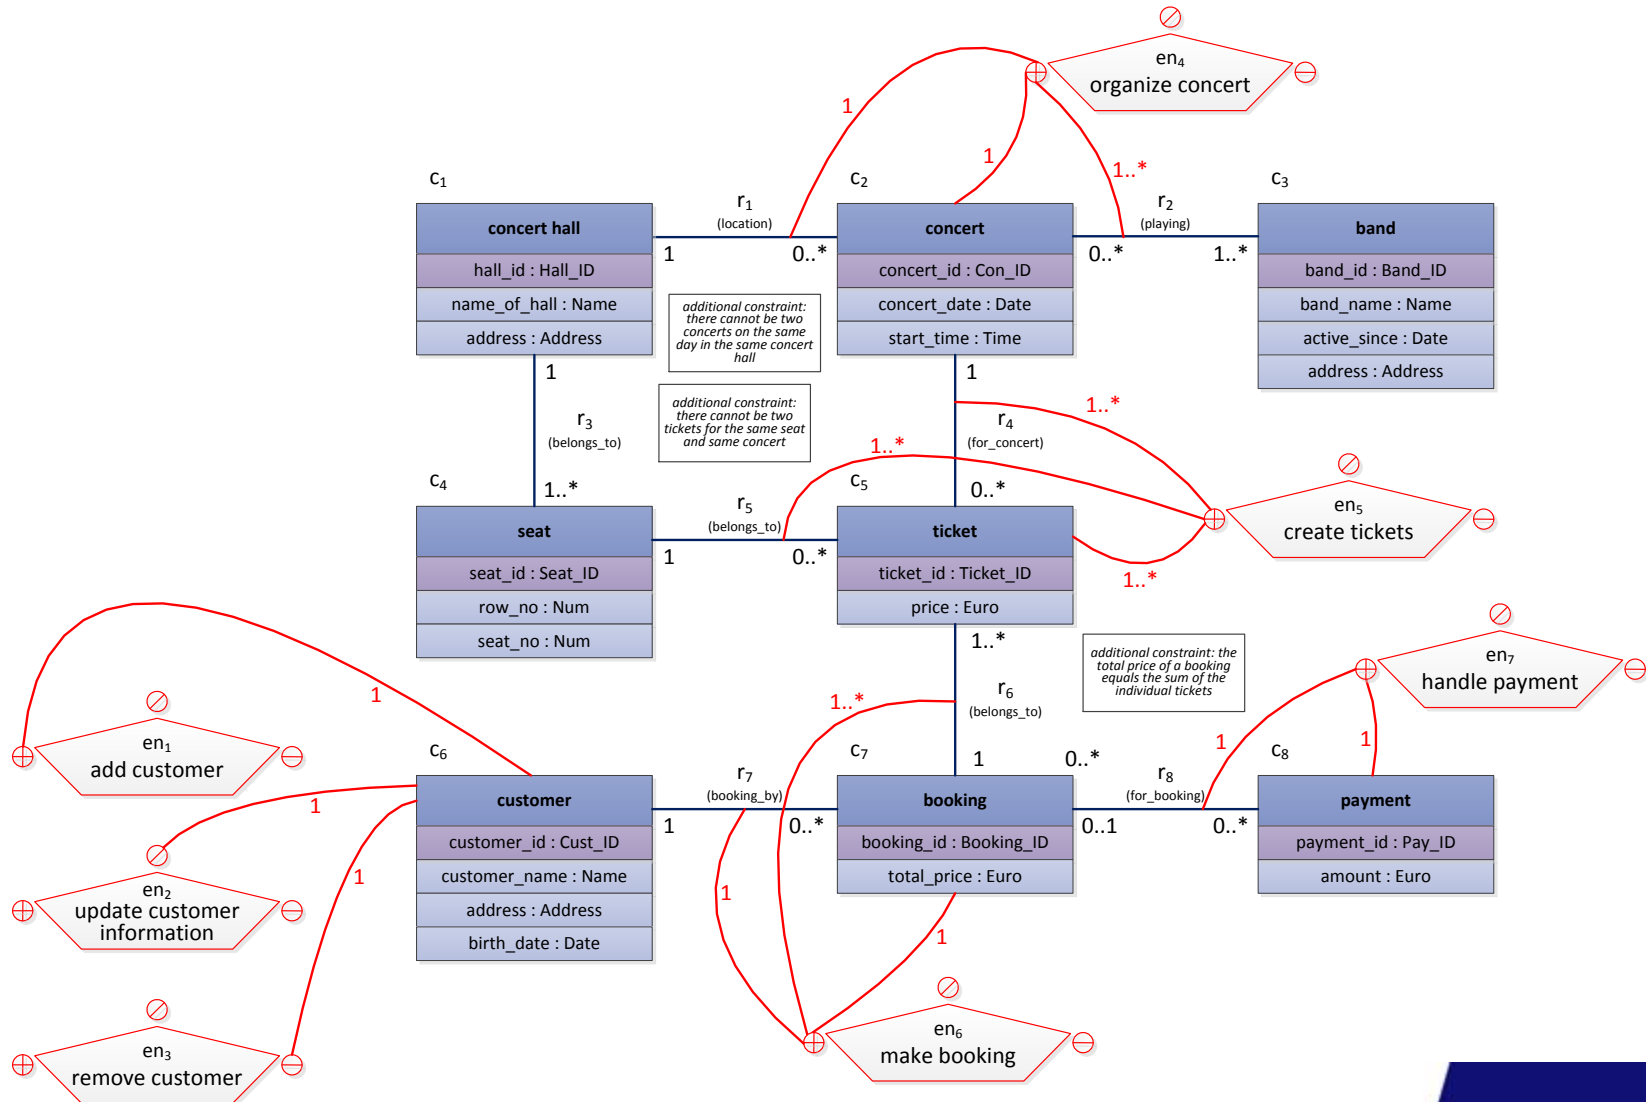 en4
organize concert
1
1
1..*
c1
c2
c3
r1
(location)
r2
(playing)
concert hall
concert
band
1
0..*
0..*
1..*
hall_id : Hall_ID
name_of_hall : Name
address : Address
concert_id : Con_ID
concert_date : Date
start_time : Time
band_id : Band_ID
band_name : Name
active_since : Date
address : Address
additional constraint:
there cannot be two
concerts on the same
day in the same concert
hall
1
1
additional constraint:
there cannot be two
tickets for the same seat
and same concert
r3
(belongs_to)
r4
(for_concert)
1..*
1..*
c4
c5
1..*
0..*
r5
(belongs_to)
en5
create tickets
seat
ticket
1
0..*
1..*
seat_id : Seat_ID
row_no : Num
seat_no : Num
ticket_id : Ticket_ID
price : Euro
1..*
additional constraint: the
total price of a booking
equals the sum of the
individual tickets
en7
handle payment
1
1..*
r6
(belongs_to)
1
1
en1
add customer
c6
c7
c8
1
0..*
r7
(booking_by)
r8
(for_booking)
customer
booking
payment
1
1
0..*
0..1
0..*
customer_id : Cust_ID
customer_name : Name
address : Address
birth_date : Date
booking_id : Booking_ID
total_price : Euro
payment_id : Pay_ID
amount : Euro
en2
update customer
information
1
1
1
en3
remove customer
en6
make booking